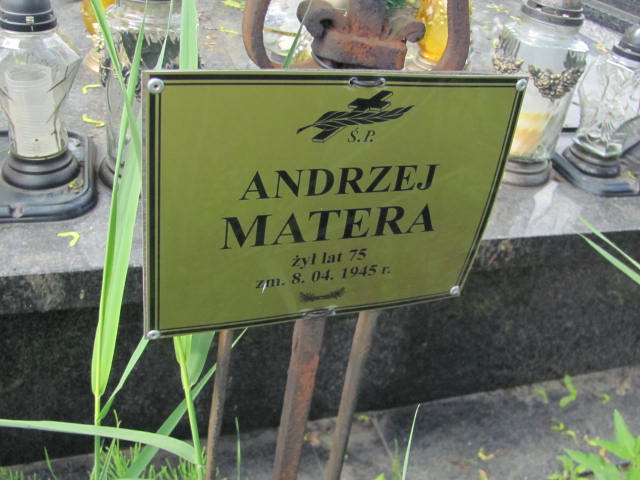 Ś.P.
ANDRZEJ
MATERA
żył lat 75
zm. 8. 04. 1945 r.